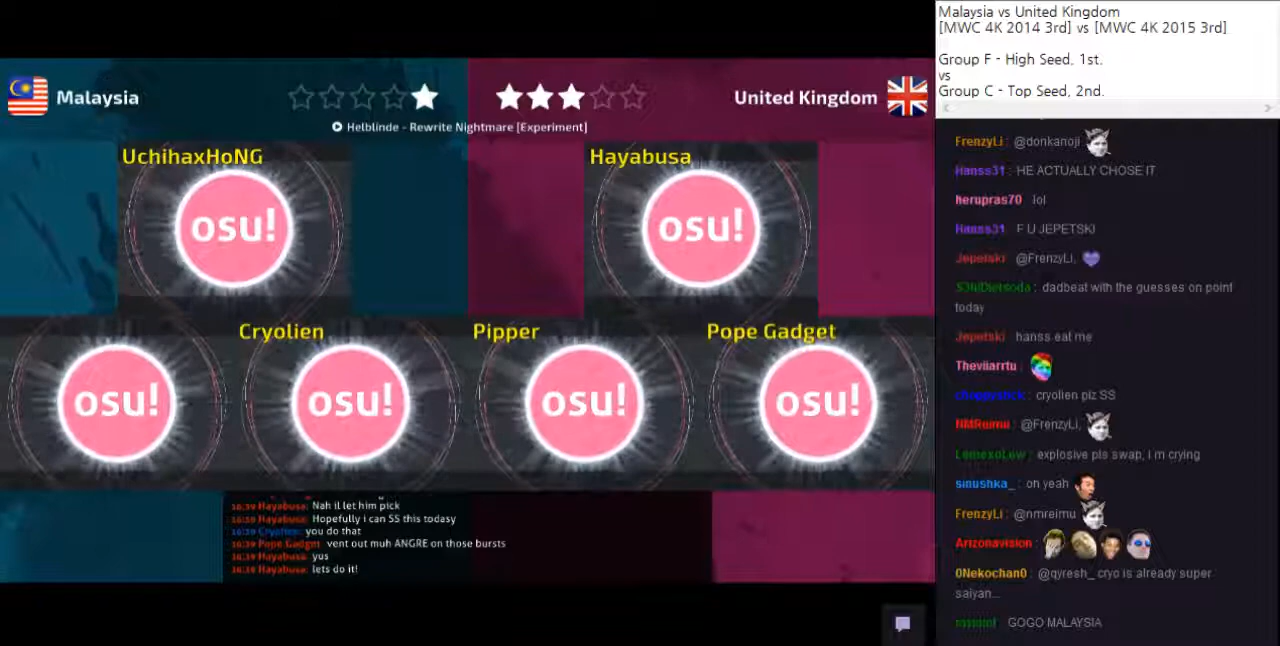 Malaysia vs United Kingdom
[MWC 4K 2014 3rd] vs [MWC 4K 2015 3rd]
Group F - High Seed. 1st.
vs
Group C - Top Seed, 2nd.
Malaysia
United Kingdom
Helblinde - Rewrite Nightmare [Experiment]
UchihaxHoNG
Hayabusa
osu!
osu!
Cryolien
Pipper
Pope Gadget
osu!
osu!
osu!
osu!
16:39 Hayabusa: Nah il let him pick
16:39 Hayabusa: Hopefully i can SS this todasy
16:39 Cryolien: you do that
16:39 Pope Gadget: vent out muh ANGRE on those bursts
16:39 Hayabusa: yus
16:39 Hayabusa: lets do it!
FrenzyLi : @donkanoji
Hanss31 : HE ACTUALLY CHOSE IT
herupras70 lol
Hanss31 : F U JEPETSKI
Jepetski : @FrenzyLi,
: dadbeat with the guesses on point
today
Jepetski : hanss eat me
Theviiarrtu :
: cryolien plz SS
NMReimu : @FrenzyLi,
LomexoLow : explosive pls swap, i m crying
sinushka_ : oh yeah
FrenzyLi : @nmreimu
Arizonavision :
0Nekochan0 : @qyresh_ cryo is already super
saiyan...
: GOGO MALAYSIA